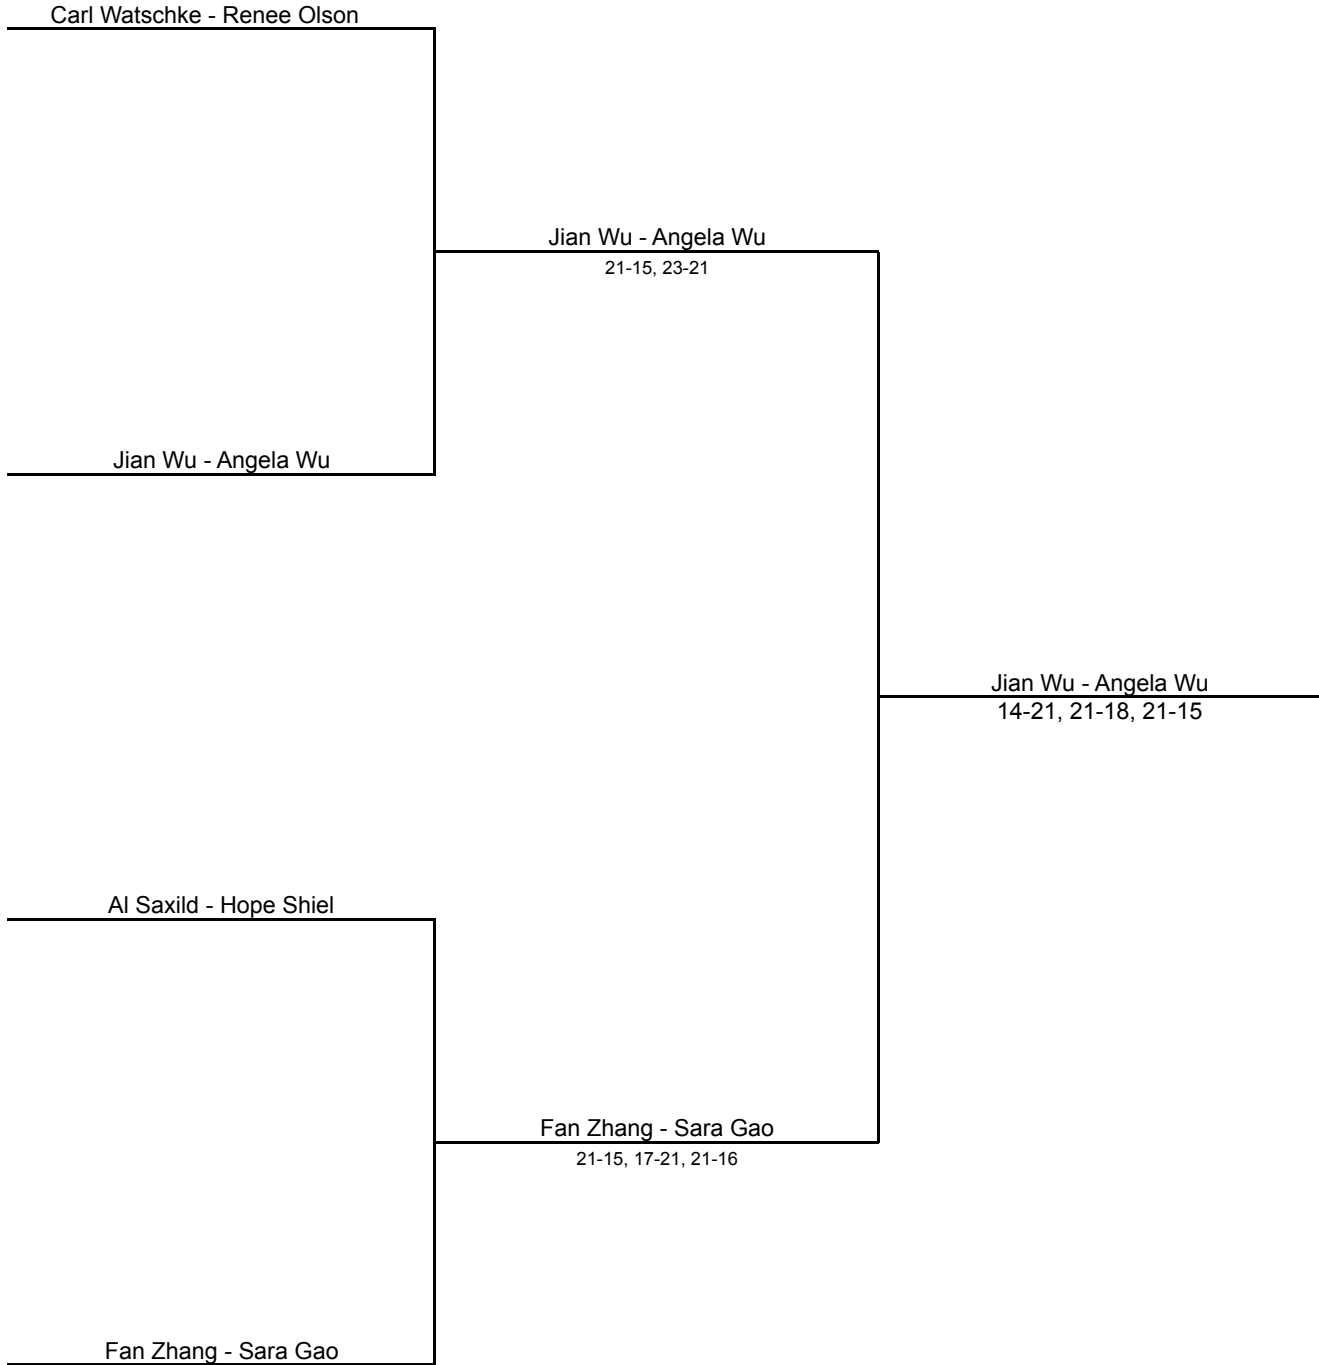 Carl Watschke - Renee Olson
Jian Wu - Angela Wu
21-15, 23-21
Jian Wu - Angela Wu
Jian Wu - Angela Wu
14-21, 21-18, 21-15
Al Saxild - Hope Shiel
Fan Zhang - Sara Gao
21-15, 17-21, 21-16
Fan Zhang - Sara Gao